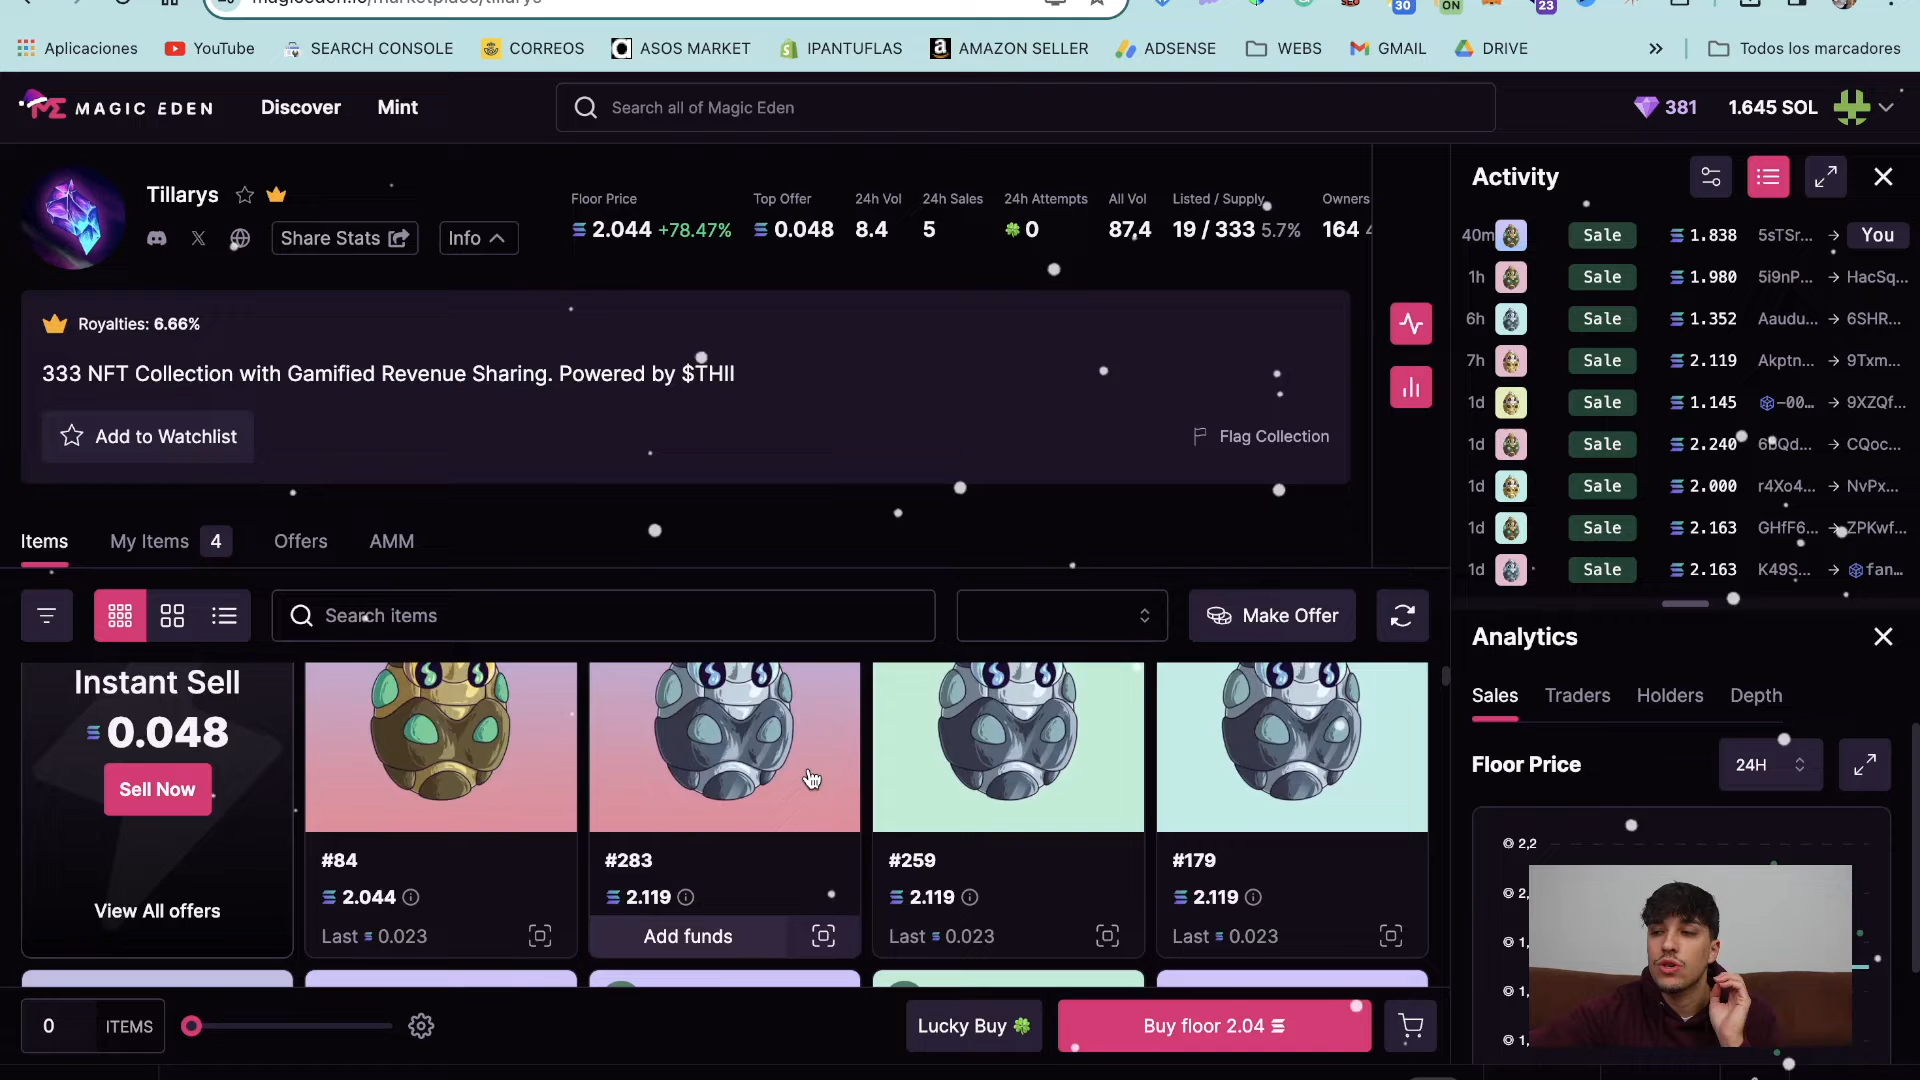 30
ON
23
Aplicaciones
YouTube
SEARCH CONSOLE
CORREOS
ASOS MARKET
IPANTUFLAS
AMAZON SELLER
ADSENSE
WEBS
GMAIL
DRIVE
Todos los marcadores
MAGIC EDEN
Discover
Mint
Search all of Magic Eden
381
1.645 SOL
Tillarys
Share Stats
Info
Floor Price
2.044 +78.47%
Top Offer
0.048
24h Vol
8.4
24h Sales
5
24h Attempts
0
All Vol
87,4
Listed / Supply
19 / 333 5.7%
Owners
164
Royalties: 6.66%
333 NFT Collection with Gamified Revenue Sharing. Powered by $THII
Add to Watchlist
Flag Collection
Items
My Items 4
Offers
AMM
Search items
Make Offer
Instant Sell
0.048
Sell Now
View All offers
#84
2.044
Last 0.023
#283
2.119
Add funds
#259
2.119
Last 0.023
#179
2.119
Last 0.023
0 ITEMS
Lucky Buy
Buy floor 2.04
Activity
40m Sale 1.838 5sTSr... → You
1h Sale 1.980 5i9nP... → HacSq...
6h Sale 1.352 Aaudu... → 6SHR...
7h Sale 2.119 Akptn... → 9Txm...
1d Sale 1.145 -00... → 9XZQf...
1d Sale 2.240 6bQd... → CQoc...
1d Sale 2.000 r4Xo4... → NvPx...
1d Sale 2.163 GHfF6... → ZPKwf...
1d Sale 2.163 K49S... → fan...
Analytics
Sales
Traders
Holders
Depth
Floor Price
24H
2,2
2,
1,
1,
1,